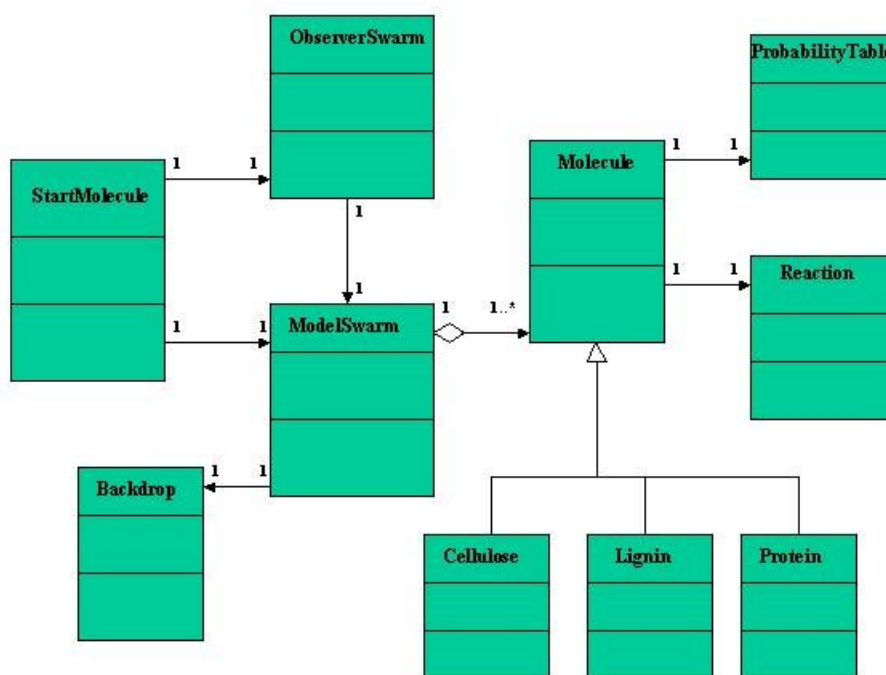 ObserverSwarm
ProbabilityTable
1 1
1 1
Molecule
StartMolecule
1
1 1
Reaction
1
1 1
ModelSwarm
1 1..*
1 1
Backdrop
Cellulose
Lignin
Protein